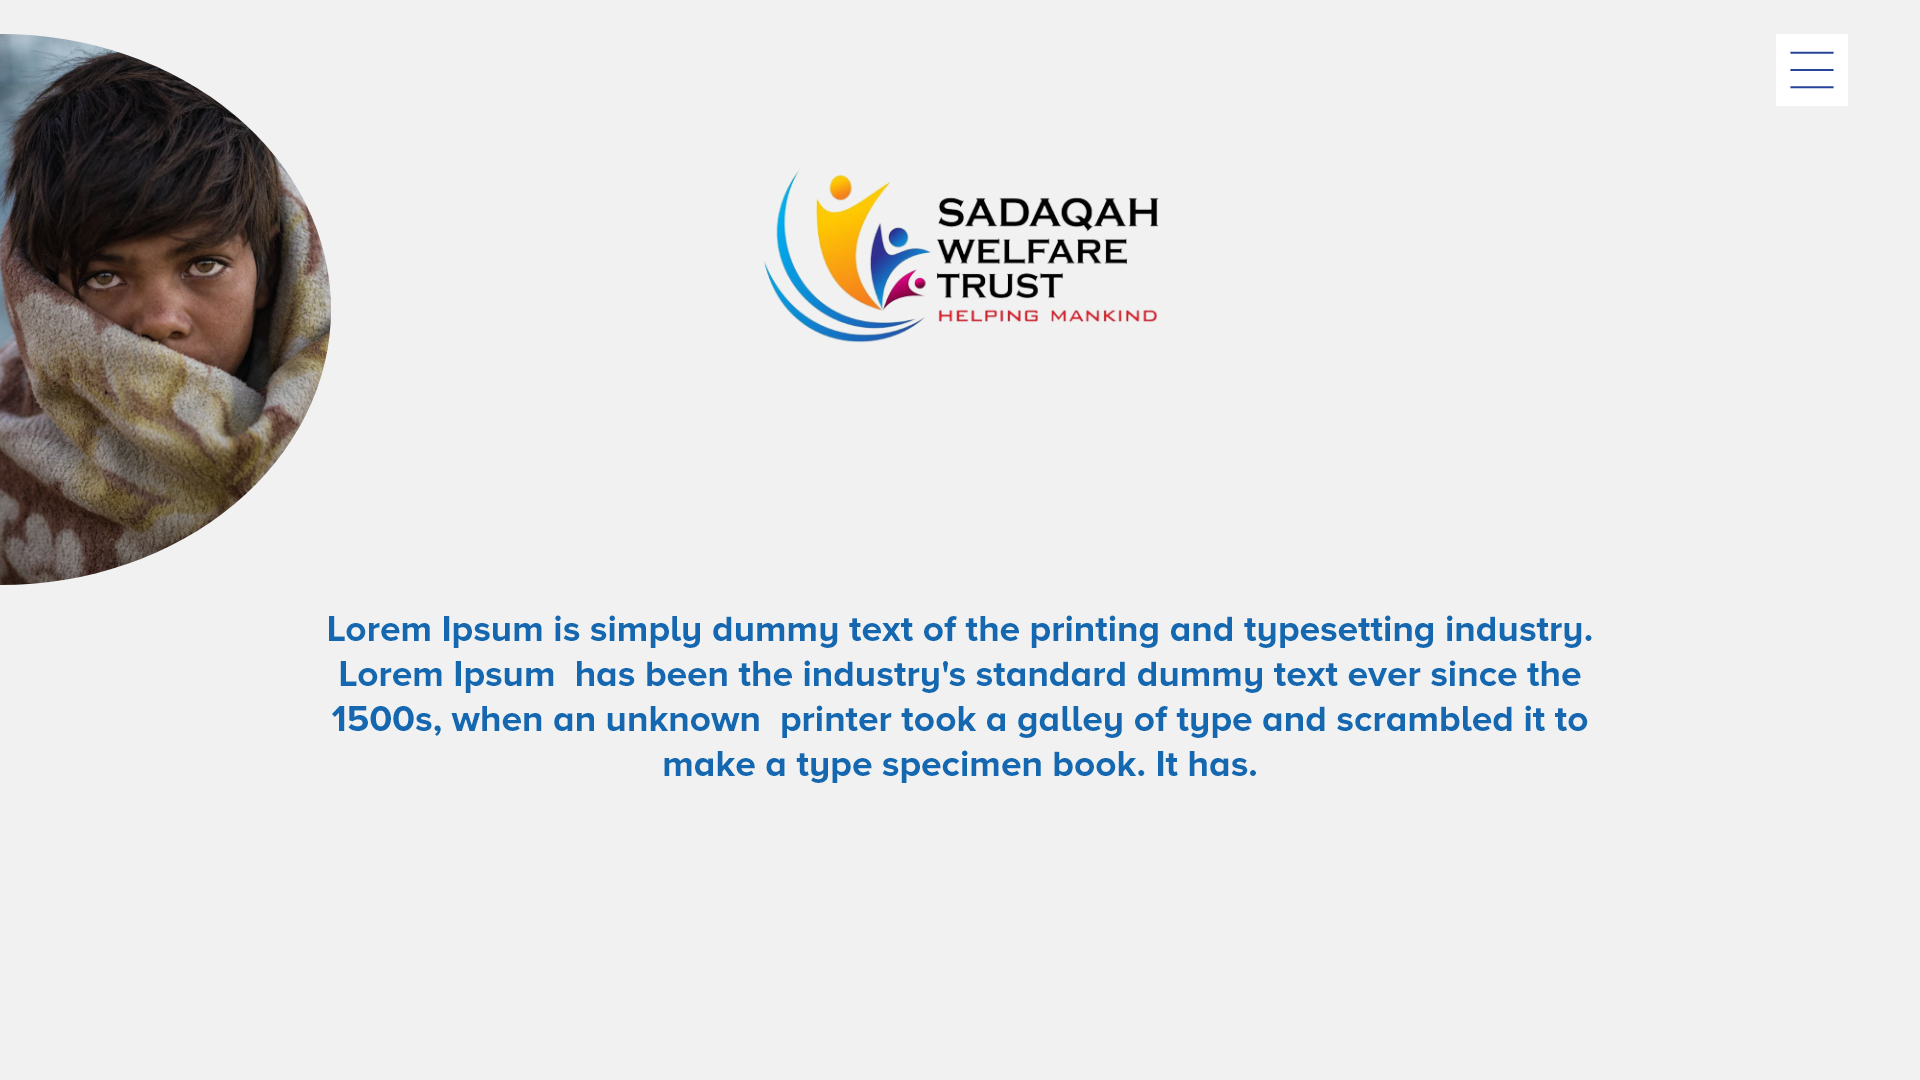 SADAQAH
WELFARE
TRUST
HELPING MANKIND
Lorem Ipsum is simply dummy text of the printing and typesetting industry.
Lorem Ipsum  has been the industry's standard dummy text ever since the
1500s, when an unknown  printer took a galley of type and scrambled it to
make a type specimen book. It has.